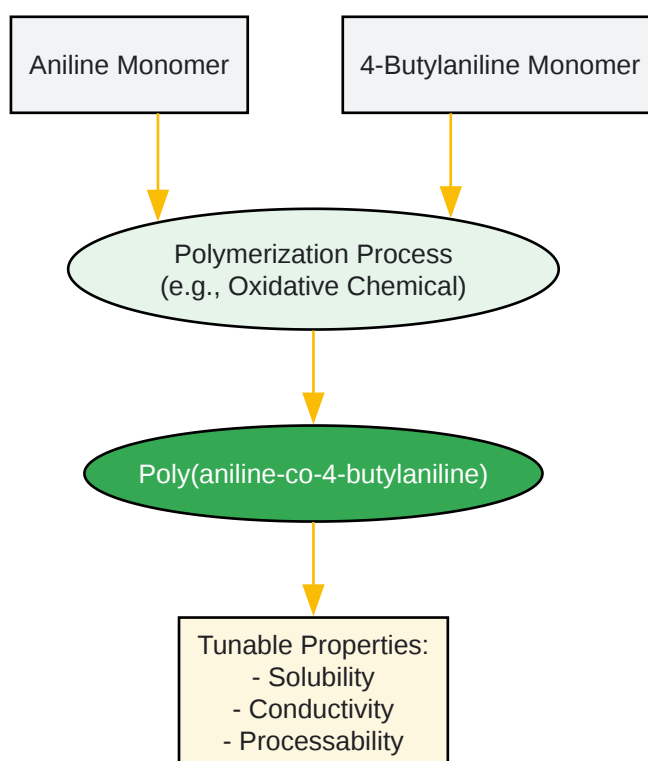 Aniline Monomer
4-Butylaniline Monomer
Polymerization Process
(e.g., Oxidative Chemical)
Poly(aniline-co-4-butylaniline)
Tunable Properties:
- Solubility
- Conductivity
- Processability